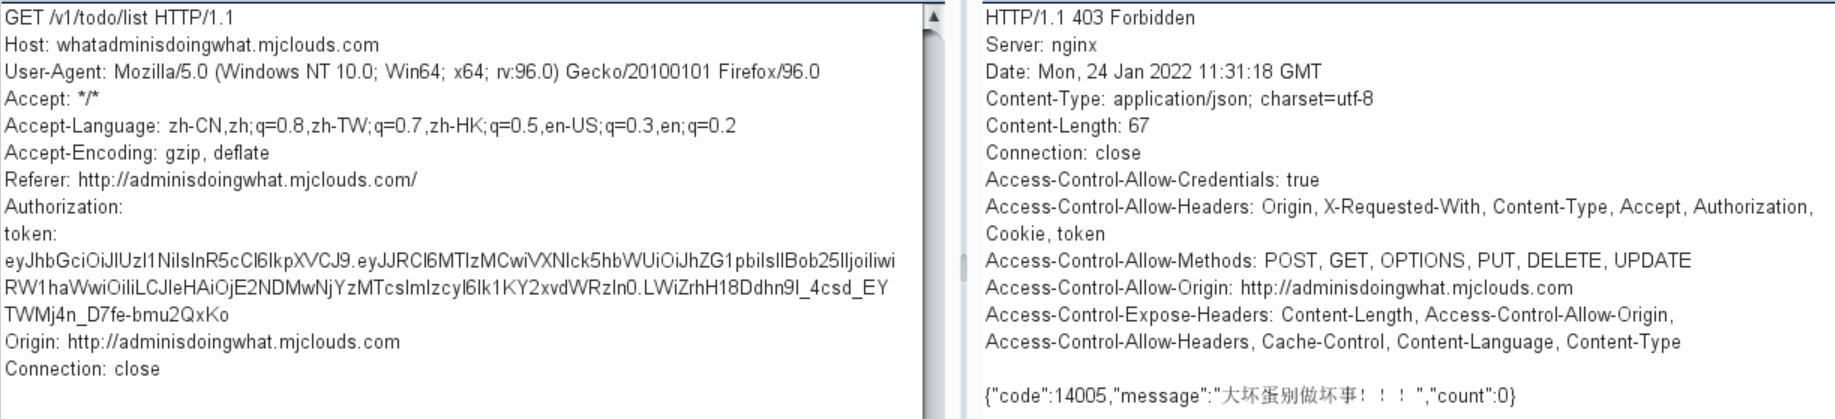 GET /v1/todo/list HTTP/1.1
Host: whatadminisdoingwhat.mjclouds.com
User-Agent: Mozilla/5.0 (Windows NT 10.0; Win64; x64; rv:96.0) Gecko/20100101 Firefox/96.0
Accept: */*
Accept-Language: zh-CN,zh;q=0.8,zh-TW;q=0.7,zh-HK;q=0.5,en-US;q=0.3,en;q=0.2
Accept-Encoding: gzip, deflate
Referer: http://adminisdoingwhat.mjclouds.com/
Authorization:
token:
eyJhbGciOiJIUzI1NiIsInR5cCI6IkpXVCJ9.eyJJRCI6MTIzMCwiVXNlck5hbWUiOiJhZG1pbiIsIlBob25lIjoiIiwi
RW1haWwiOiIiLCJleHAiOjE2NDMwNjYzMTcsImlzcyI6Ik1KY2xvdWRzIn0.LWiZrhH18Ddhn9I_4csd_EY
TWMj4n_D7fe-bmu2QxKo
Origin: http://adminisdoingwhat.mjclouds.com
Connection: close
HTTP/1.1 403 Forbidden
Server: nginx
Date: Mon, 24 Jan 2022 11:31:18 GMT
Content-Type: application/json; charset=utf-8
Content-Length: 67
Connection: close
Access-Control-Allow-Credentials: true
Access-Control-Allow-Headers: Origin, X-Requested-With, Content-Type, Accept, Authorization,
Cookie, token
Access-Control-Allow-Methods: POST, GET, OPTIONS, PUT, DELETE, UPDATE
Access-Control-Allow-Origin: http://adminisdoingwhat.mjclouds.com
Access-Control-Expose-Headers: Content-Length, Access-Control-Allow-Origin,
Access-Control-Allow-Headers, Cache-Control, Content-Language, Content-Type
{"code":14005,"message":"大坏蛋别做坏事！！！","count":0}